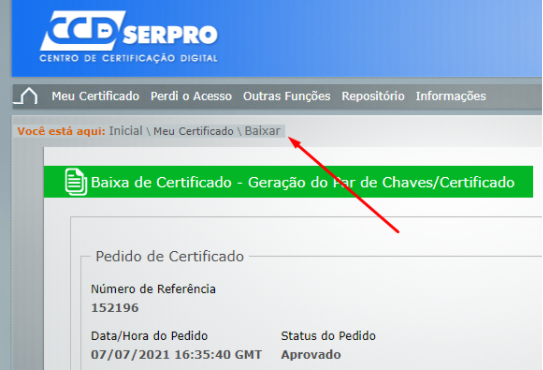 CCD SERPRO
CENTRO DE CERTIFICAÇÃO DIGITAL
Meu Certificado Perdi o Acesso Outras Funções Repositório Informações
Você está aqui: Inicial \ Meu Certificado \ Baixar
Baixa de Certificado - Geração do Par de Chaves/Certificado
Pedido de Certificado
Número de Referência
152196
Data/Hora do Pedido Status do Pedido
07/07/2021 16:35:40 GMT Aprovado